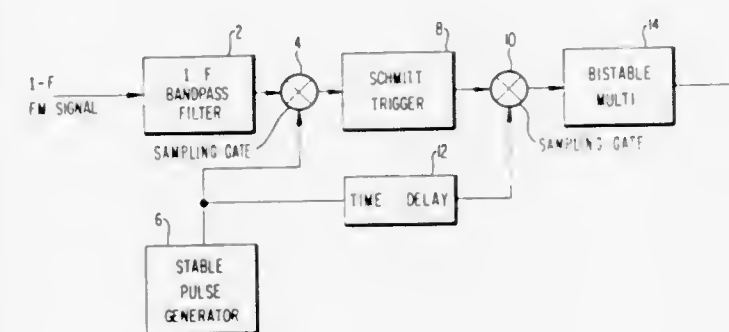 2
4
8
10
14
I-F
FM SIGNAL
I F
BANDPASS
FILTER
SCHMITT
TRIGGER
BISTABLE
MULTI
SAMPLING GATE
SAMPLING GATE
12
TIME DELAY
6
STABLE
PULSE
GENERATOR